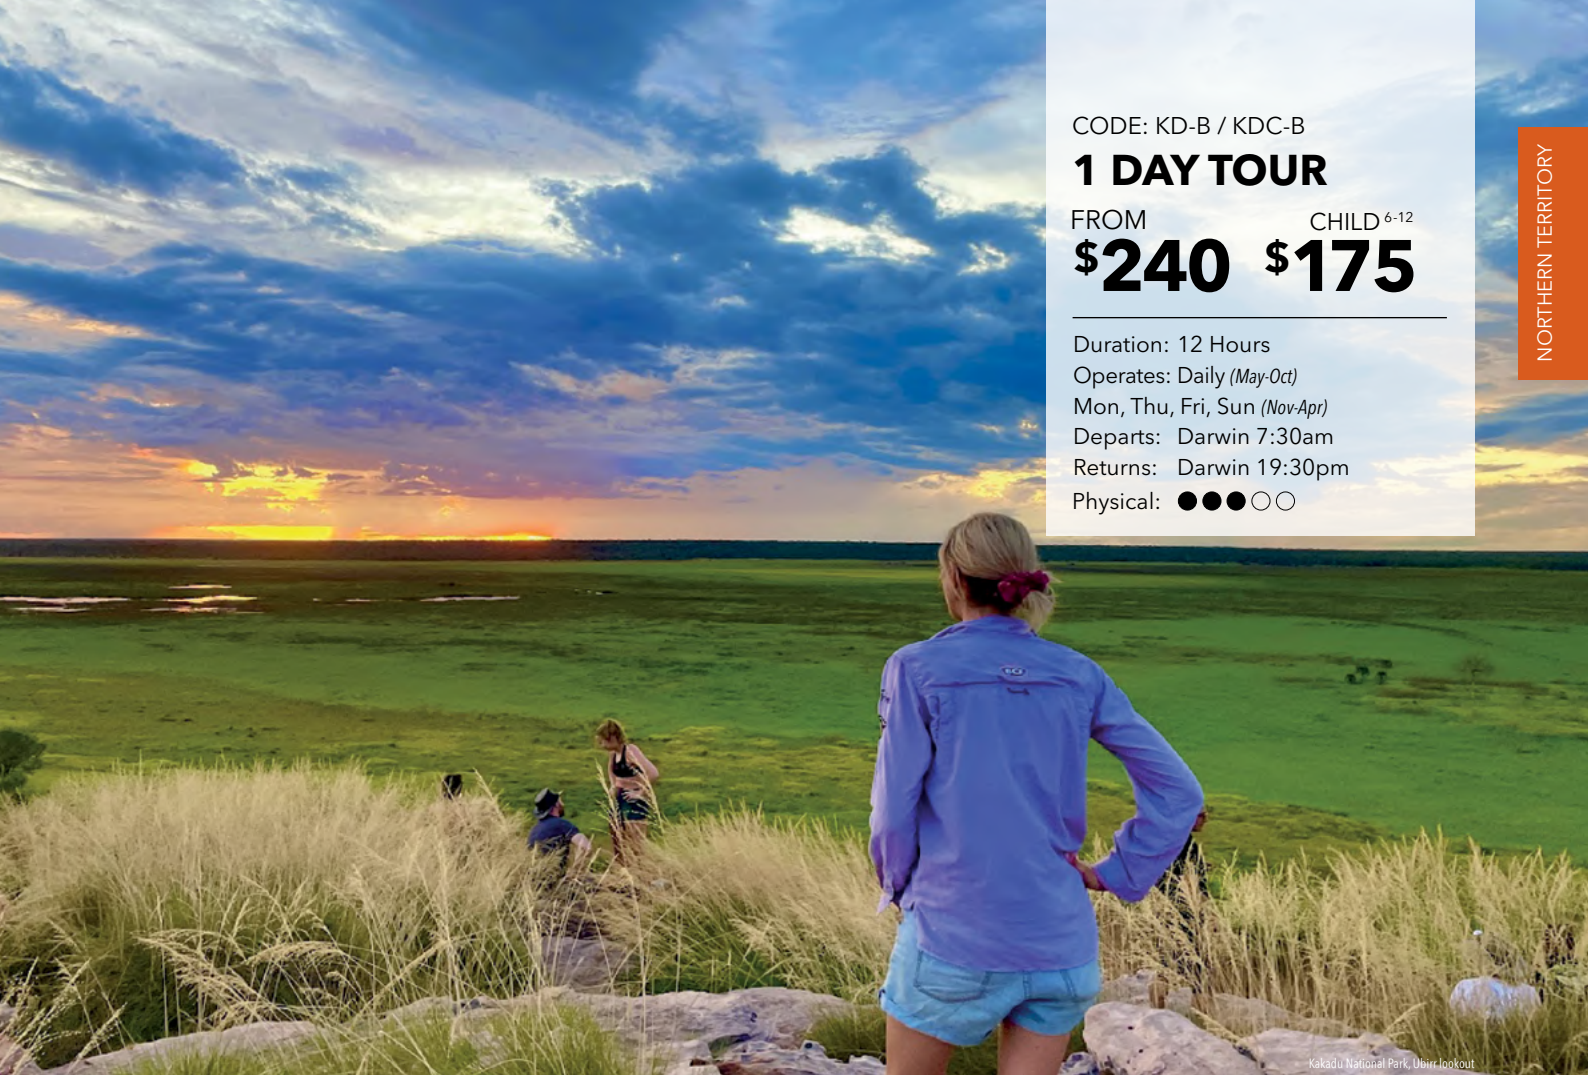 CODE: KD-B / KDC-B
1 DAY TOUR
FROM CHILD 6-12
$240 $175
Duration: 12 Hours
Operates: Daily (May-Oct)
Mon, Thu, Fri, Sun (Nov-Apr)
Departs: Darwin 7:30am
Returns: Darwin 19:30pm
Physical:
NORTHERN TERRITORY
Kakadu National Park, Ubirr lookout